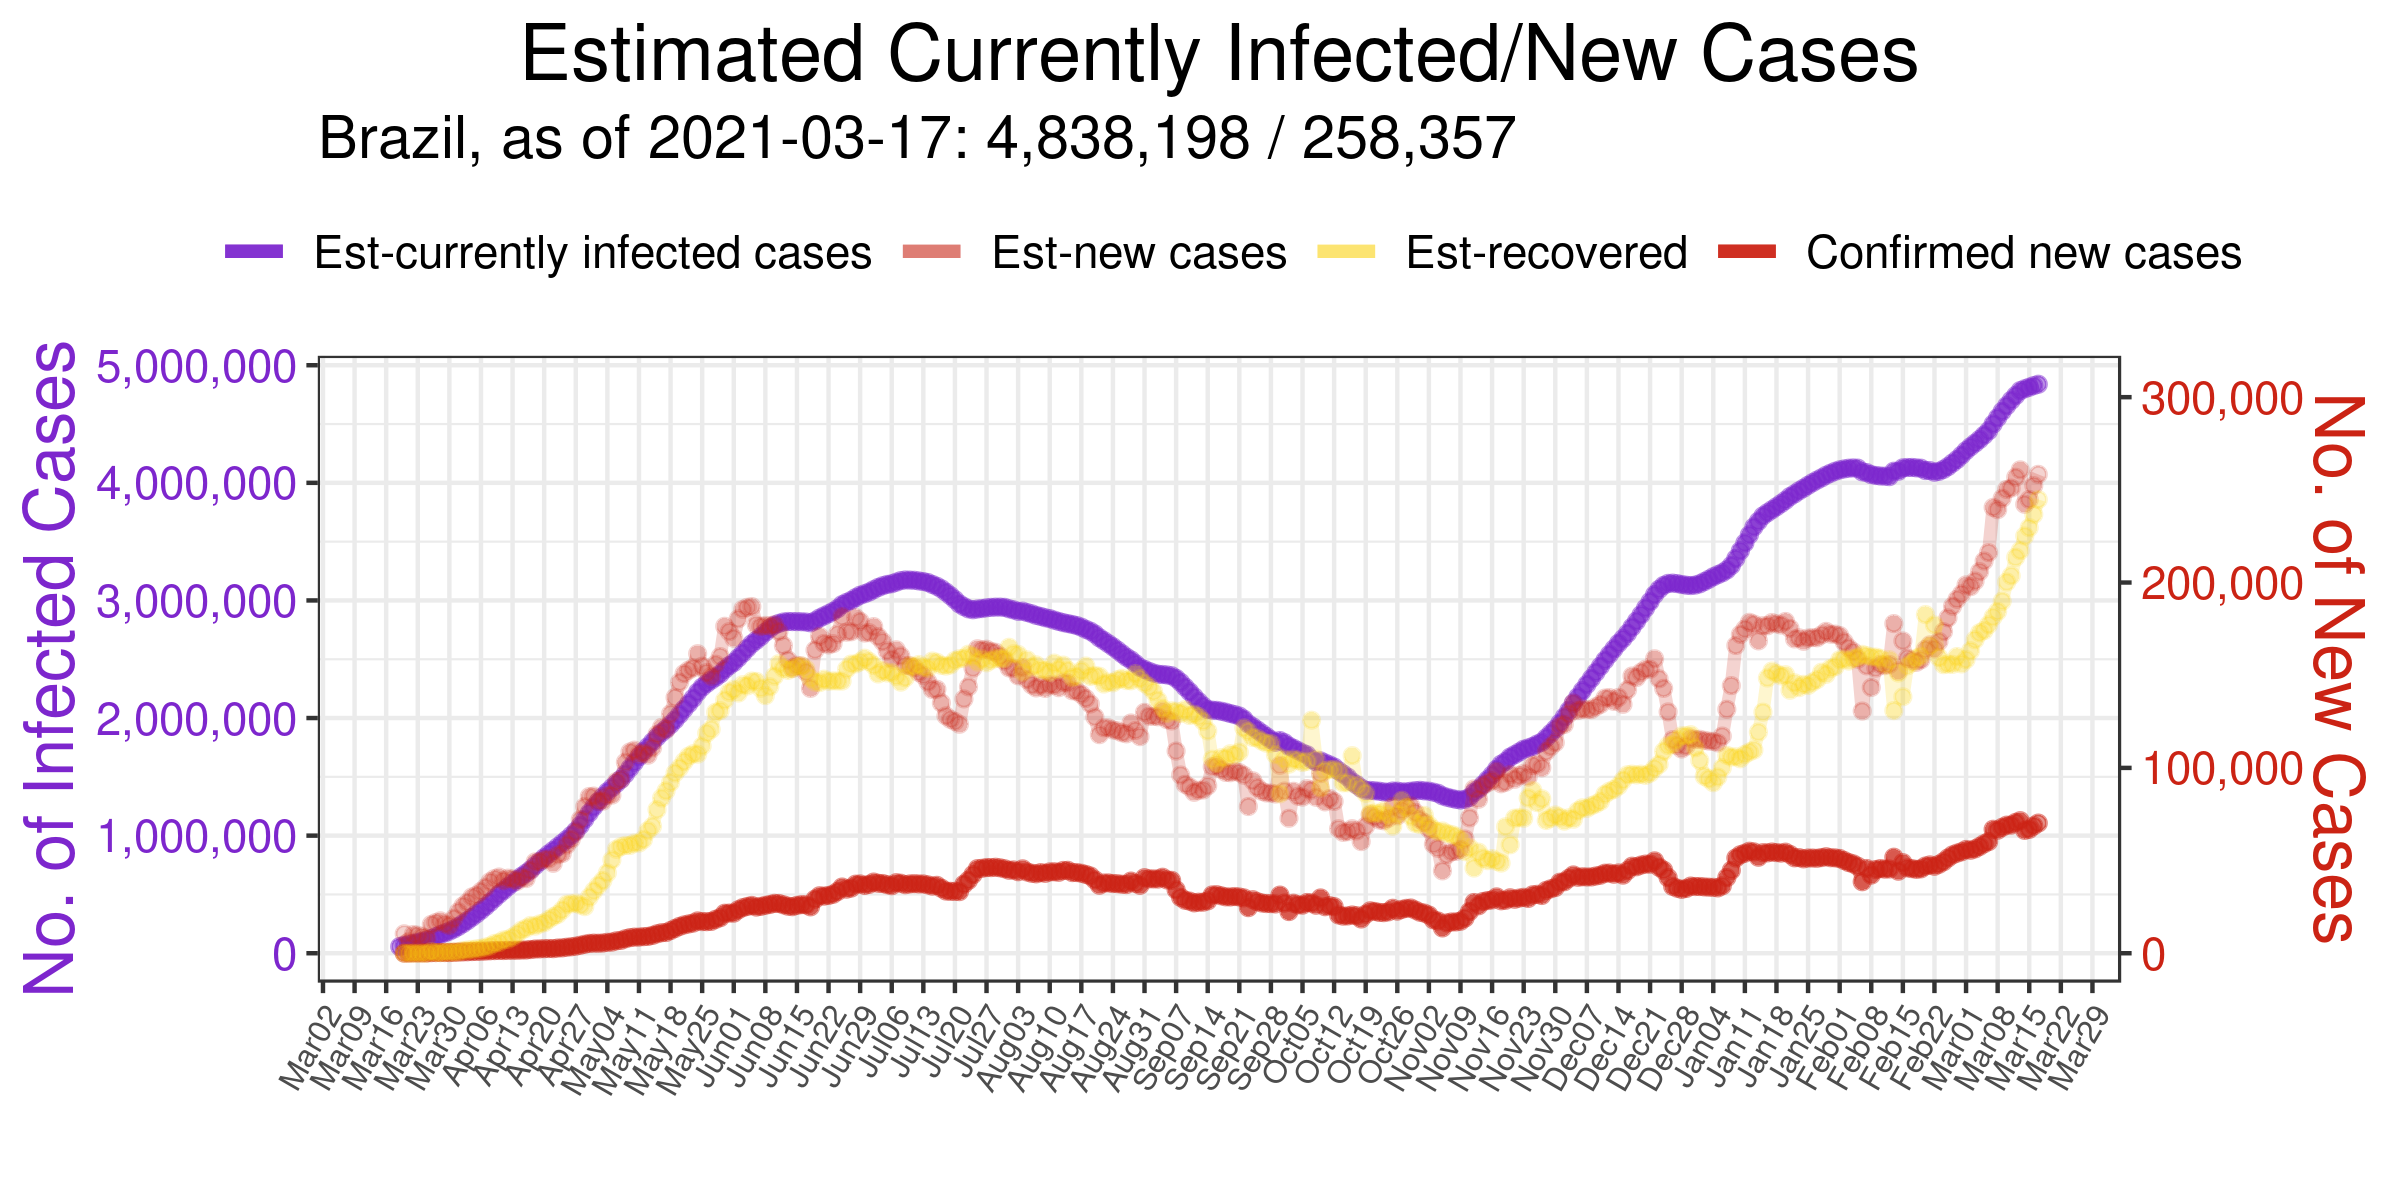 Estimated Currently Infected/New Cases
Brazil, as of 2021-03-17: 4,838,198 / 258,357
Est-currently infected cases Est-new cases Est-recovered Confirmed new cases
No. of Infected Cases
5,000,000
4,000,000
3,000,000
2,000,000
1,000,000
0
300,000
200,000
100,000
0
No. of New Cases
Mar02 Mar09 Mar16 Mar23 Mar30 Apr06 Apr13 Apr20 Apr27 May04 May11 May18 May25 Jun01 Jun08 Jun15 Jun22 Jun29 Jul06 Jul13 Jul20 Jul27 Aug03 Aug10 Aug17 Aug24 Aug31 Sep07 Sep14 Sep21 Sep28 Oct05 Oct12 Oct19 Oct26 Nov02 Nov09 Nov16 Nov23 Nov30 Dec07 Dec14 Dec21 Dec28 Jan04 Jan11 Jan18 Jan25 Feb01 Feb08 Feb15 Feb22 Mar01 Mar08 Mar15 Mar22 Mar29